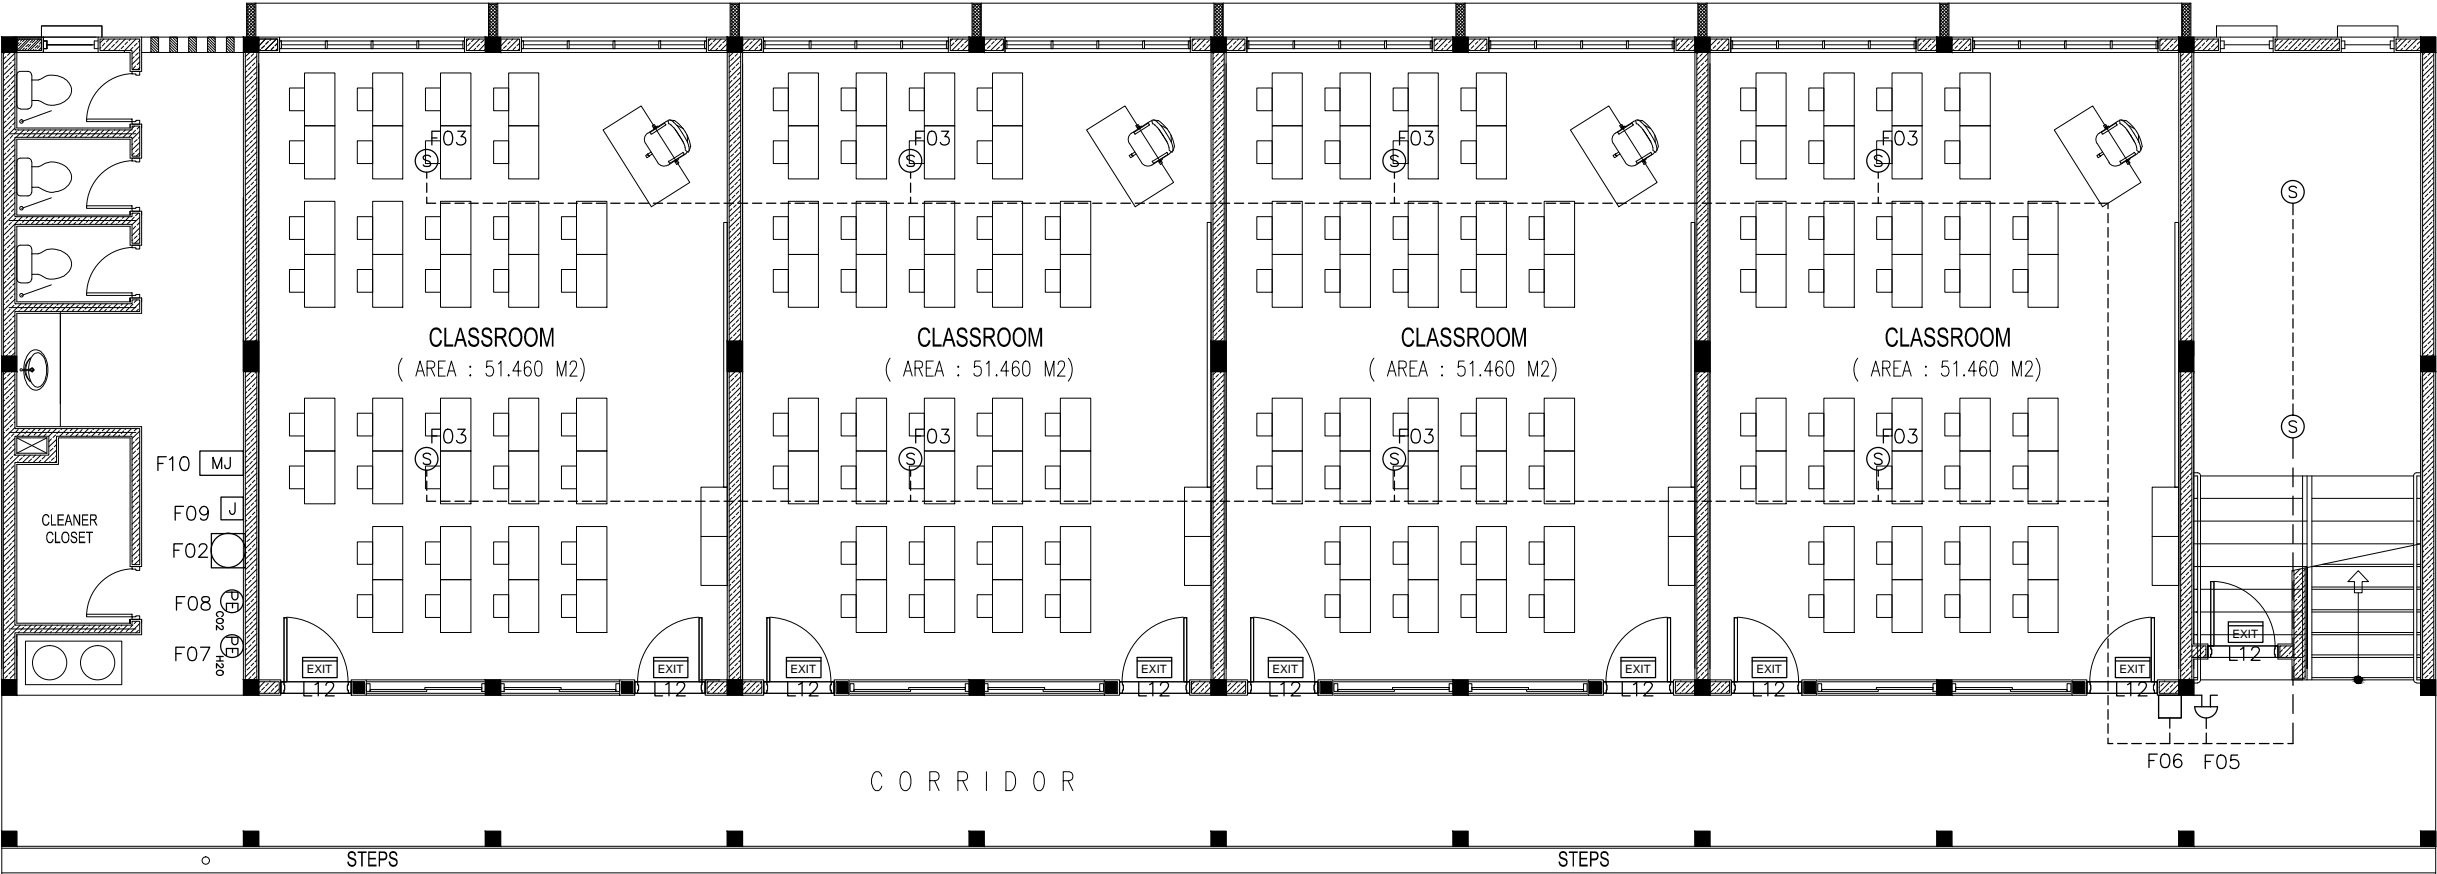 F03 F03 F03 F03
S S S S
S
CLASSROOM CLASSROOM CLASSROOM CLASSROOM
( AREA : 51.460 M2) ( AREA : 51.460 M2) ( AREA : 51.460 M2) ( AREA : 51.460 M2)
S
F03 F03 F03 F03
S S S S
F10 MJ
F09 J
CLEANER
CLOSET
F02
F08 PE
CO2
F07 PE
H2O
EXIT
L12
EXIT EXIT EXIT EXIT EXIT EXIT EXIT EXIT
L12 L12 L12 L12 L12 L12 L12 L12
F06 F05
CORRIDOR
STEPS STEPS